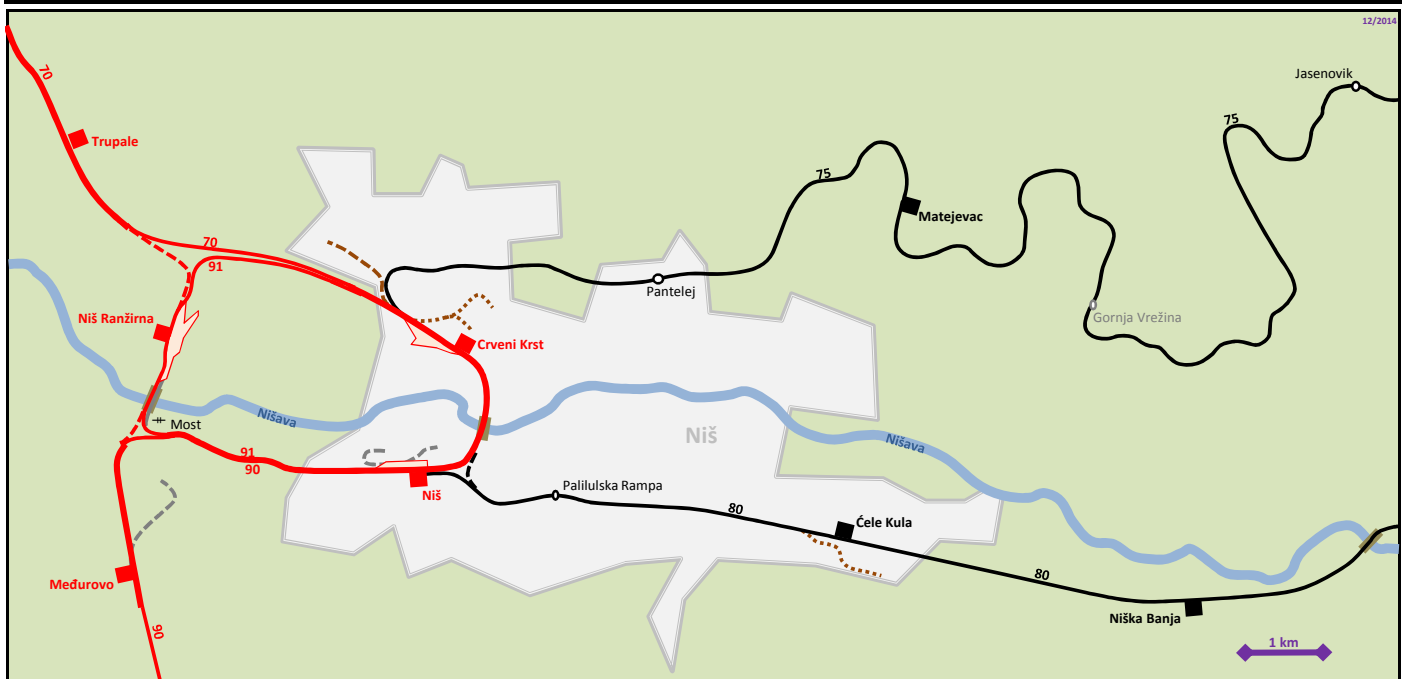 12/2014
70
Jasenovik
75
Trupale
75
Matejevac
70
91
Pantelej
Niš Ranžirna
Gornja Vrežina
Crveni Krst
Nišava
Most
Niš
Nišava
91
90
Niš
Palilulska Rampa
80
Ćele Kula
80
Međurovo
Niška Banja
90
1 km